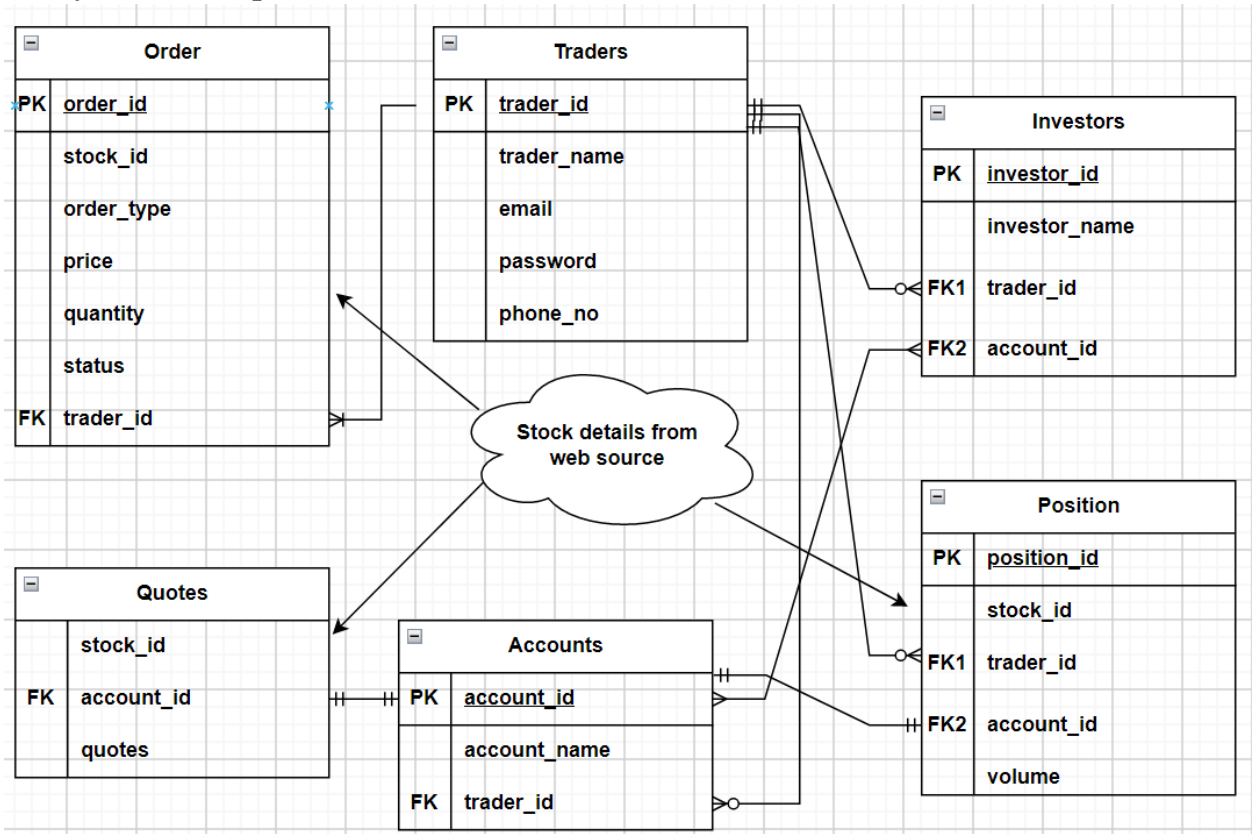 Order
PK order_id
stock_id
order_type
price
quantity
status
FK trader_id
Traders
PK trader_id
trader_name
email
password
phone_no
Investors
PK investor_id
investor_name
FK1 trader_id
FK2 account_id
Stock details from
web source
Quotes
stock_id
FK account_id
quotes
Accounts
PK account_id
account_name
FK trader_id
Position
PK position_id
stock_id
FK1 trader_id
FK2 account_id
volume